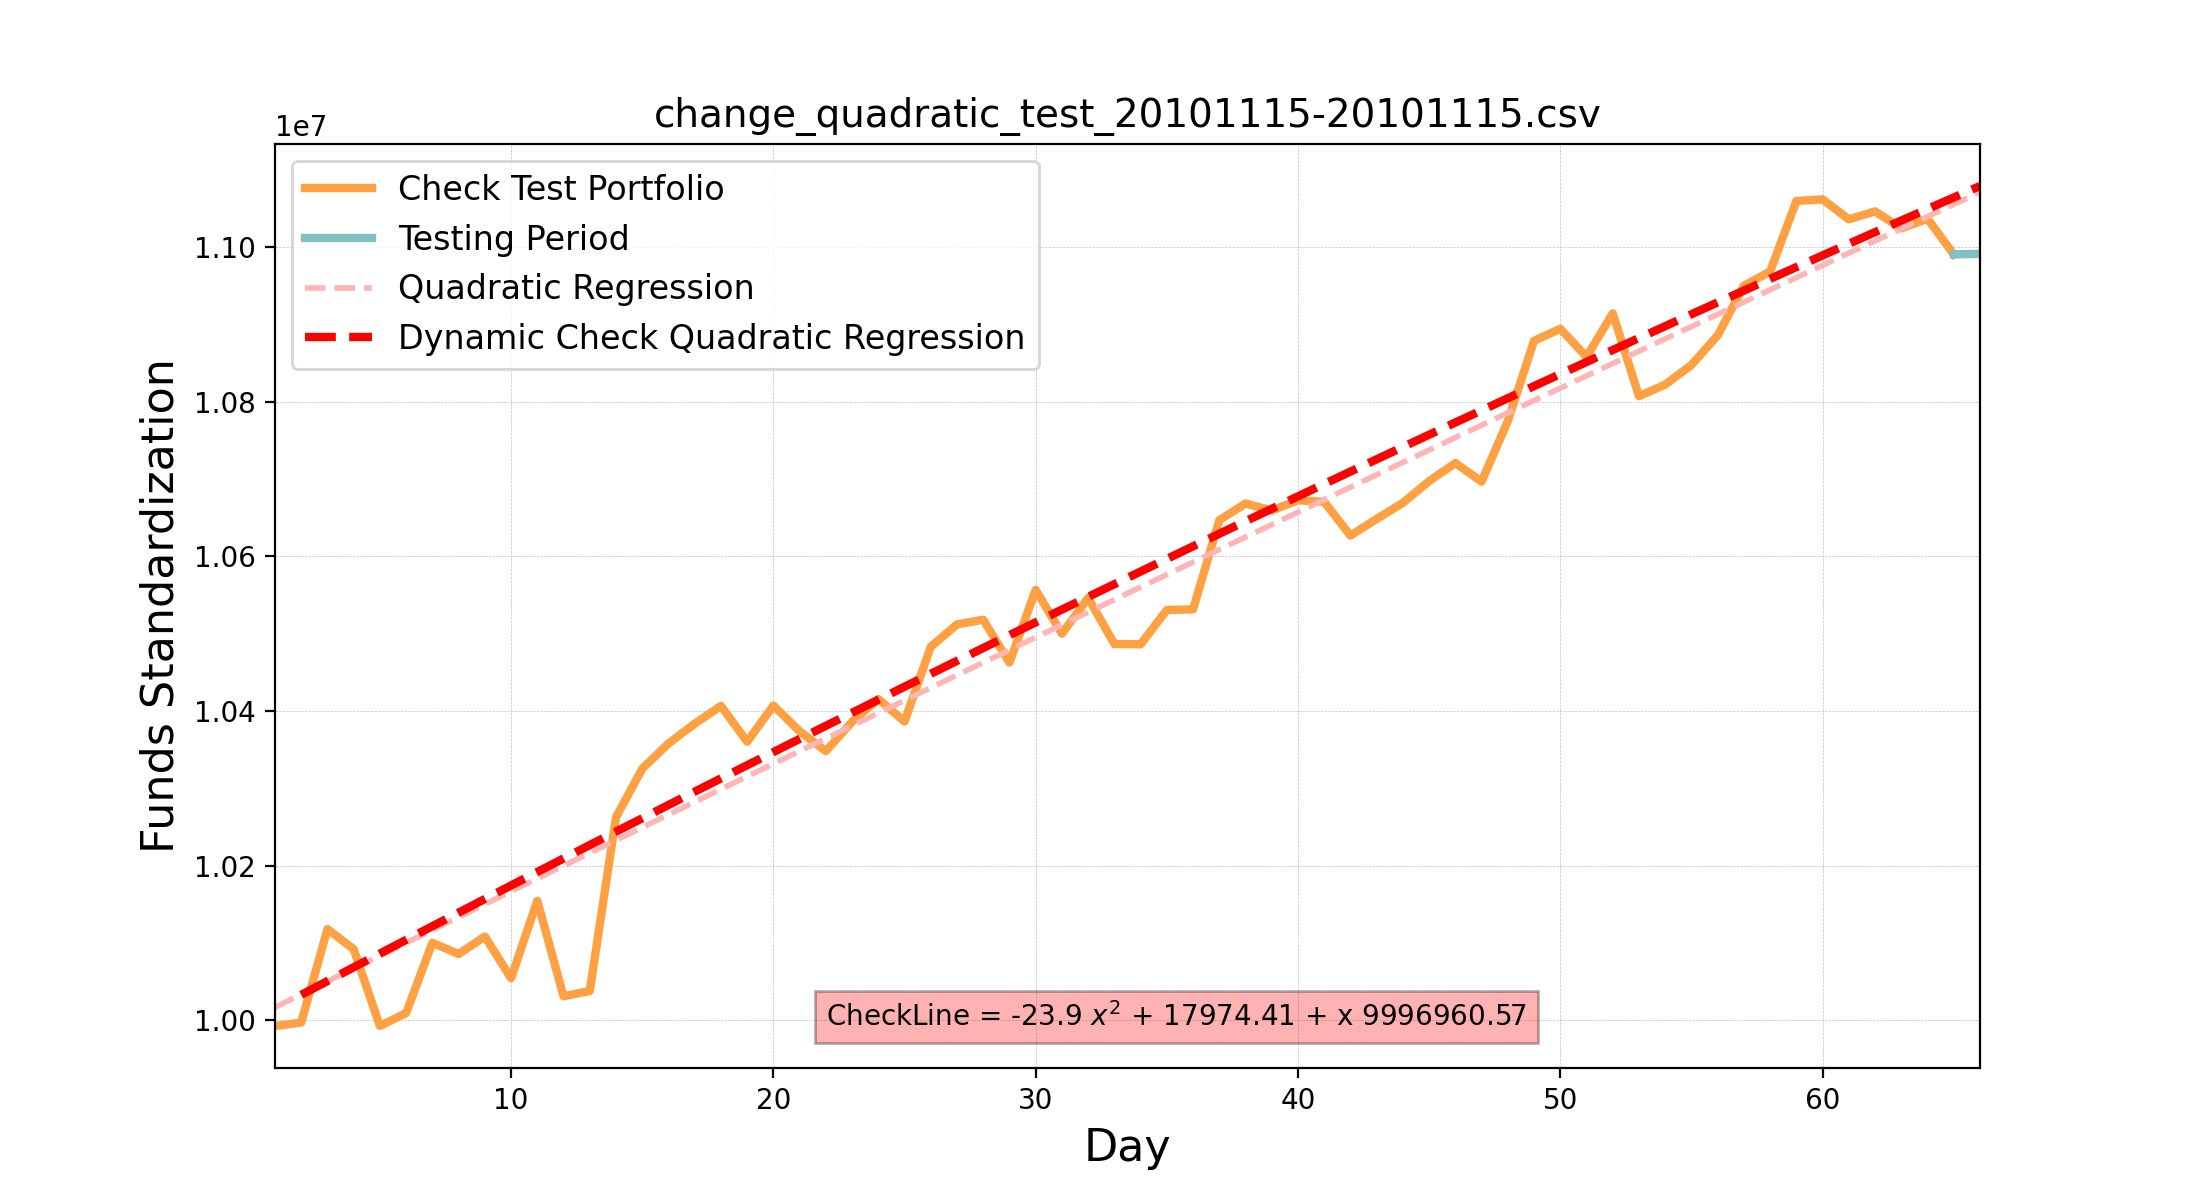 change_quadratic_test_20101115-20101115.csv
1e7
Check Test Portfolio
Testing Period
Quadratic Regression
Dynamic Check Quadratic Regression
Funds Standardization
1.10
1.08
1.06
1.04
1.02
1.00
CheckLine = -23.9 x² + 17974.41 + x 9996960.57
10 20 30 40 50 60
Day